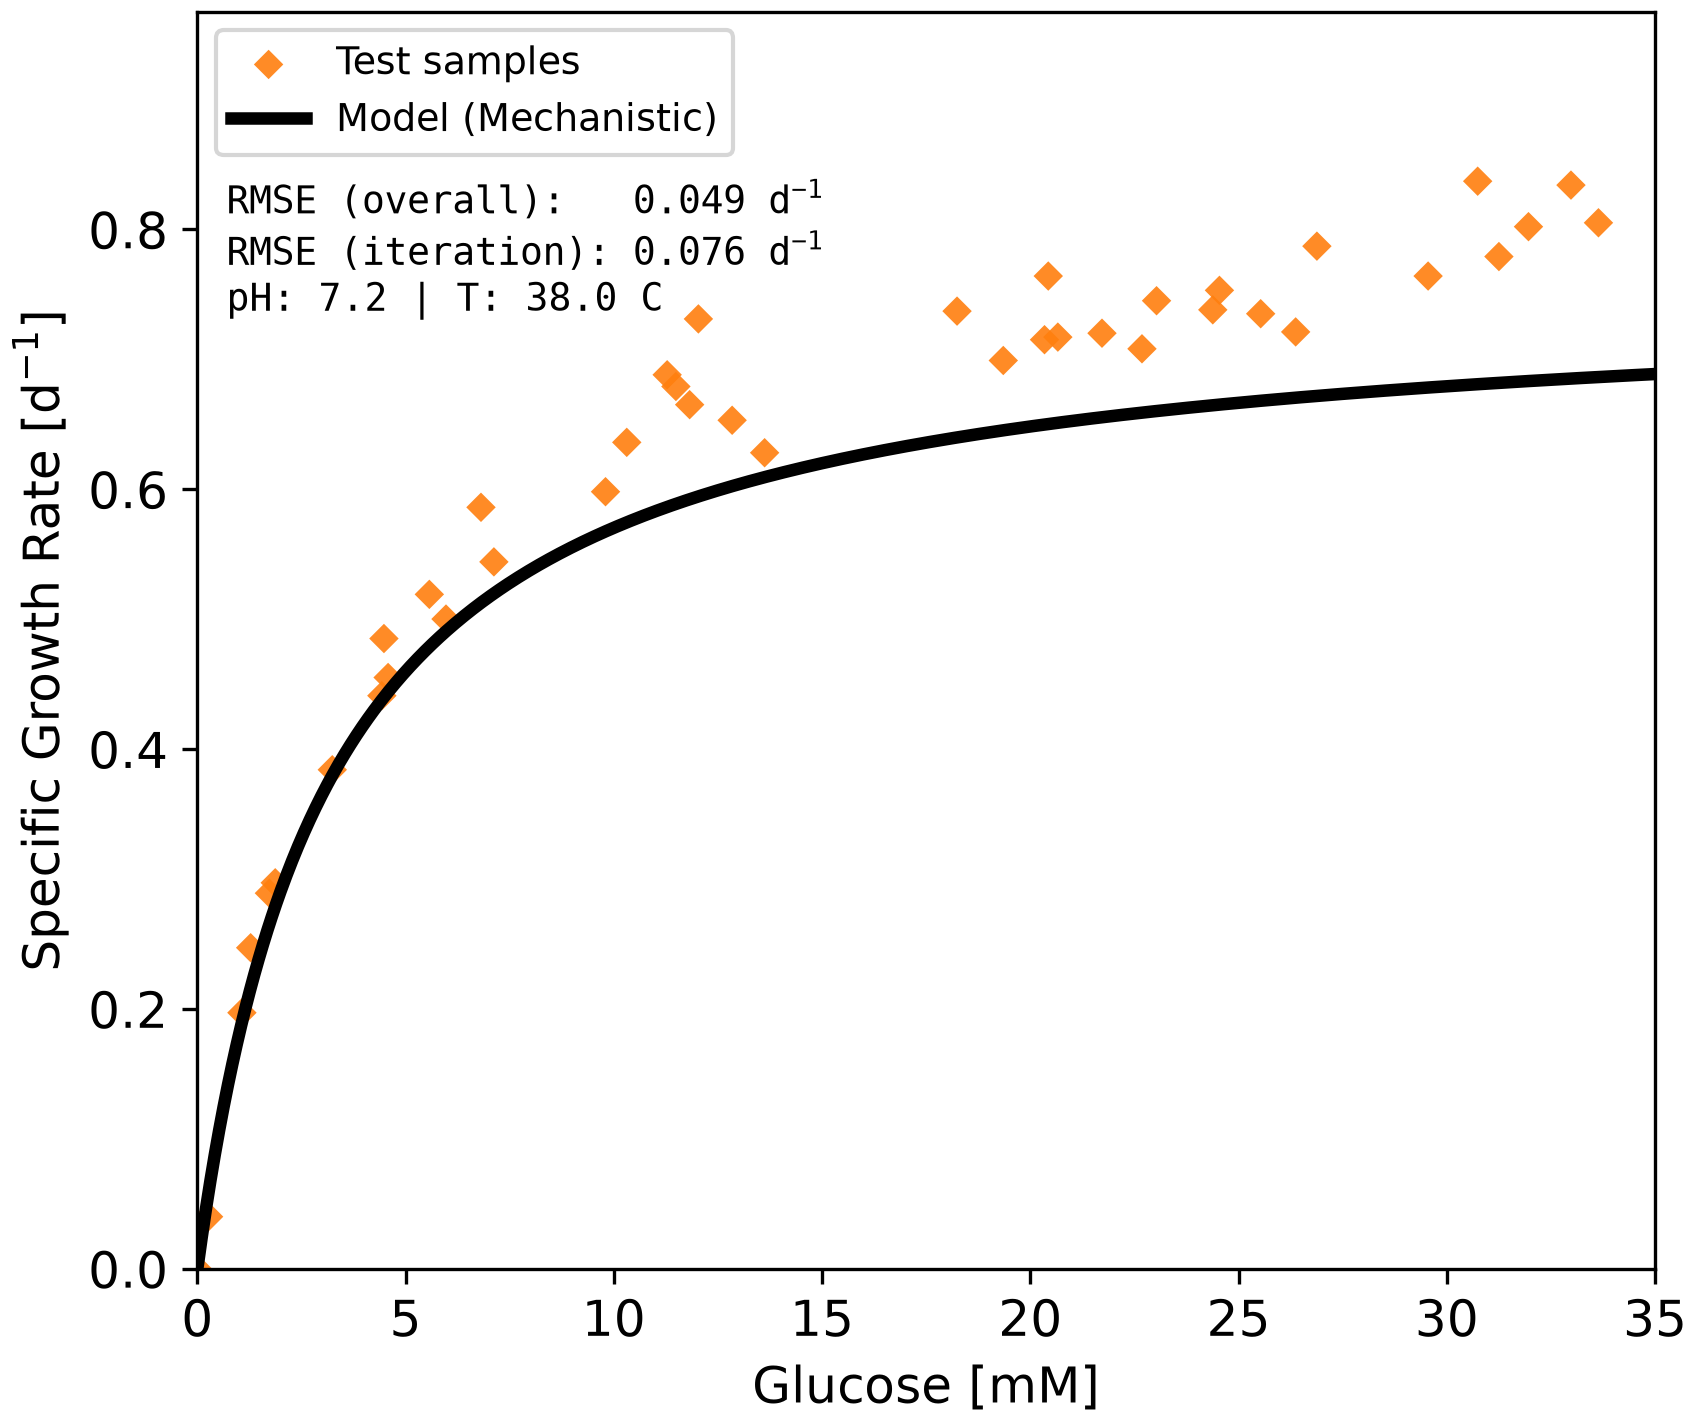 Test samples
Model (Mechanistic)
RMSE (overall):   0.049 d⁻¹
RMSE (iteration): 0.076 d⁻¹
pH: 7.2 | T: 38.0 C
Specific Growth Rate [d⁻¹]
0.8
0.6
0.4
0.2
0.0
0 5 10 15 20 25 30 35
Glucose [mM]